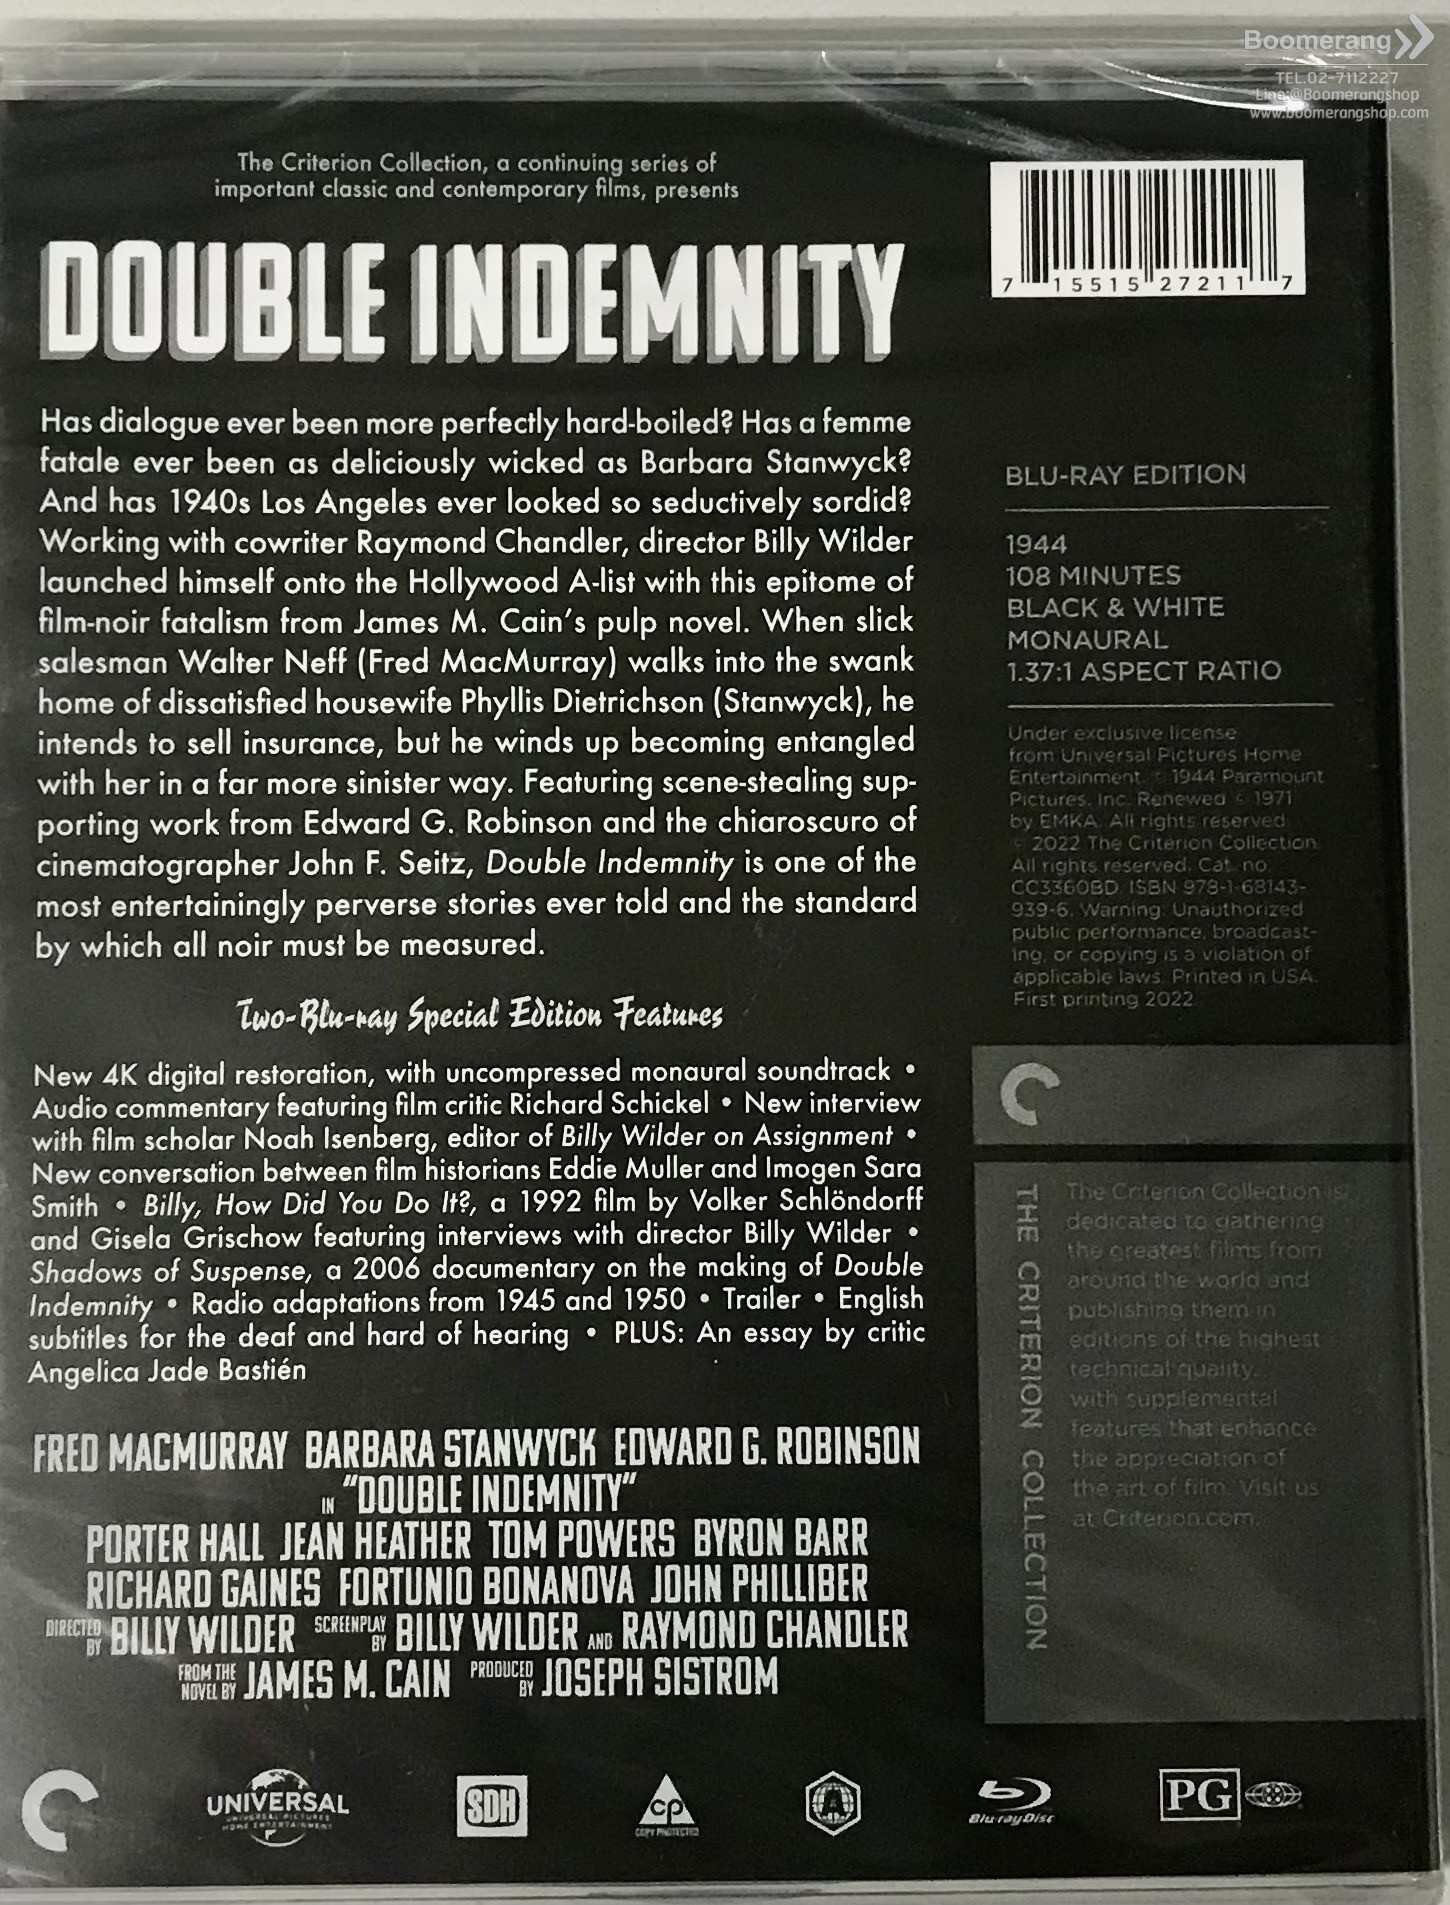 Boomerang
TEL.02-7112227
Line:@Boomerangshop
www.boomerangshop.com
The Criterion Collection, a continuing series of
important classic and contemporary films, presents
DOUBLE INDEMNITY
Has dialogue ever been more perfectly hard-boiled? Has a femme
fatale ever been as deliciously wicked as Barbara Stanwyck?
And has 1940s Los Angeles ever looked so seductively sordid?
Working with cowriter Raymond Chandler, director Billy Wilder
launched himself onto the Hollywood A-list with this epitome of
film-noir fatalism from James M. Cain's pulp novel. When slick
salesman Walter Neff (Fred MacMurray) walks into the swank
home of dissatisfied housewife Phyllis Dietrichson (Stanwyck), he
intends to sell insurance, but he winds up becoming entangled
with her in a far more sinister way. Featuring scene-stealing sup-
porting work from Edward G. Robinson and the chiaroscuro of
cinematographer John F. Seitz, Double Indemnity is one of the
most entertainingly perverse stories ever told and the standard
by which all noir must be measured.
Two-Blu-ray Special Edition Features
New 4K digital restoration, with uncompressed monaural soundtrack •
Audio commentary featuring film critic Richard Schickel • New interview
with film scholar Noah Isenberg, editor of Billy Wilder on Assignment •
New conversation between film historians Eddie Muller and Imogen Sara
Smith • Billy, How Did You Do It?, a 1992 film by Volker Schlöndorff
and Gisela Grischow featuring interviews with director Billy Wilder •
Shadows of Suspense, a 2006 documentary on the making of Double
Indemnity • Radio adaptations from 1945 and 1950 • Trailer • English
subtitles for the deaf and hard of hearing • PLUS: An essay by critic
Angelica Jade Bastién
FRED MACMURRAY BARBARA STANWYCK EDWARD G. ROBINSON
IN "DOUBLE INDEMNITY"
PORTER HALL JEAN HEATHER TOM POWERS BYRON BARR
RICHARD GAINES FORTUNIO BONANOVA JOHN PHILLIBER
DIRECTED BY BILLY WILDER SCREENPLAY BY BILLY WILDER AND RAYMOND CHANDLER
FROM THE NOVEL BY JAMES M. CAIN PRODUCED BY JOSEPH SISTROM
7 15515 27211 7
BLU-RAY EDITION
1944
108 MINUTES
BLACK & WHITE
MONAURAL
1.37:1 ASPECT RATIO
Under exclusive license
from Universal Pictures Home
Entertainment. © 1944 Paramount
Pictures, Inc. Renewed © 1971
by EMKA. All rights reserved.
© 2022 The Criterion Collection.
All rights reserved. Cat. no.
CC3360BD. ISBN 978-1-68143-
939-6. Warning: Unauthorized
public performance, broadcast-
ing, or copying is a violation of
applicable laws. Printed in USA.
First printing 2022.
THE CRITERION COLLECTION
The Criterion Collection is
dedicated to gathering
the greatest films from
around the world and
publishing them in
editions of the highest
technical quality,
with supplemental
features that enhance
the appreciation of
the art of film. Visit us
at Criterion.com.
UNIVERSAL
UNIVERSAL PICTURES
HOME ENTERTAINMENT
SDH
CP
COPY PROTECTED
A
Blu-ray Disc
PG